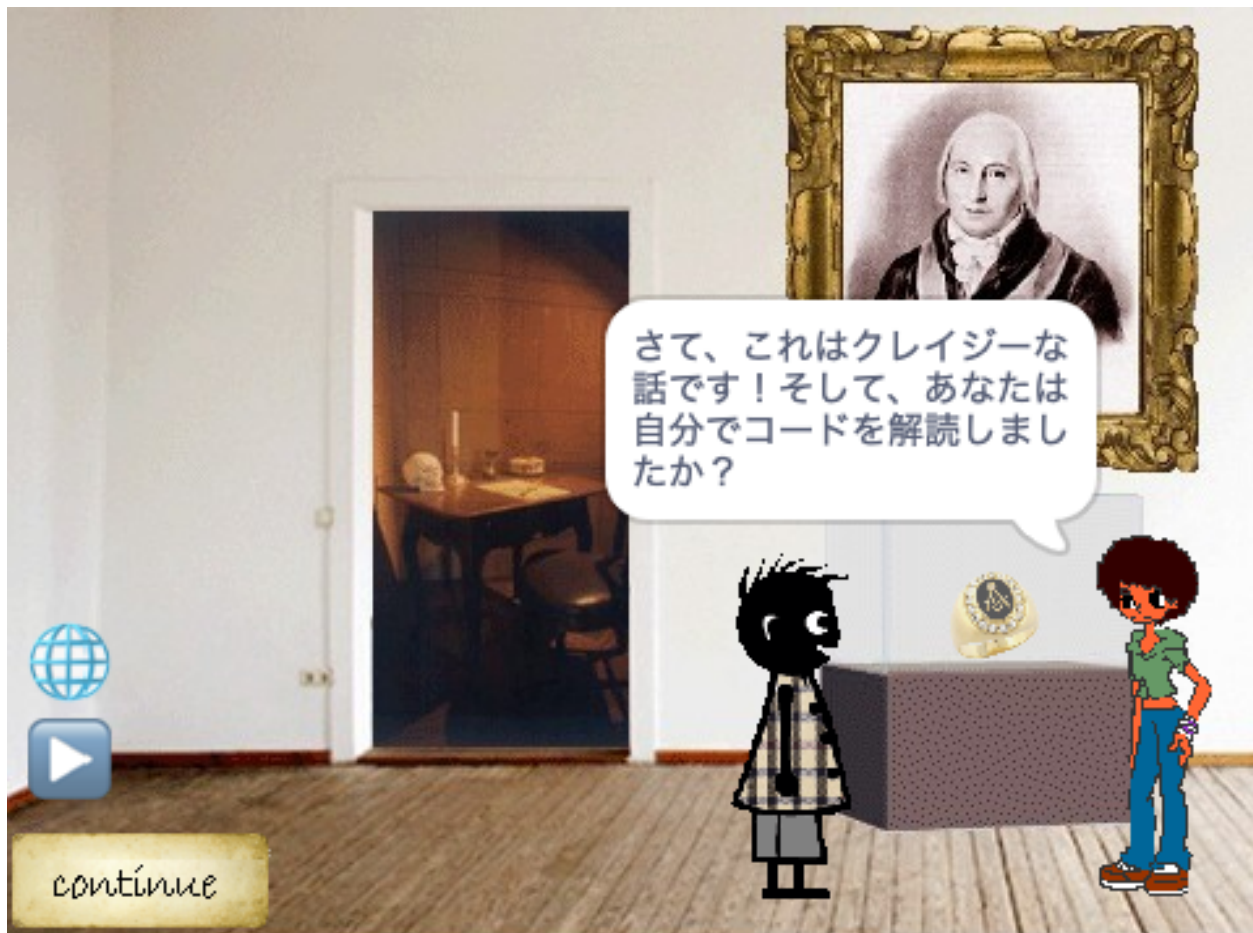 さて、これはクレイジーな
話です！そして、あなたは
自分でコードを解読しまし
たか？
continue